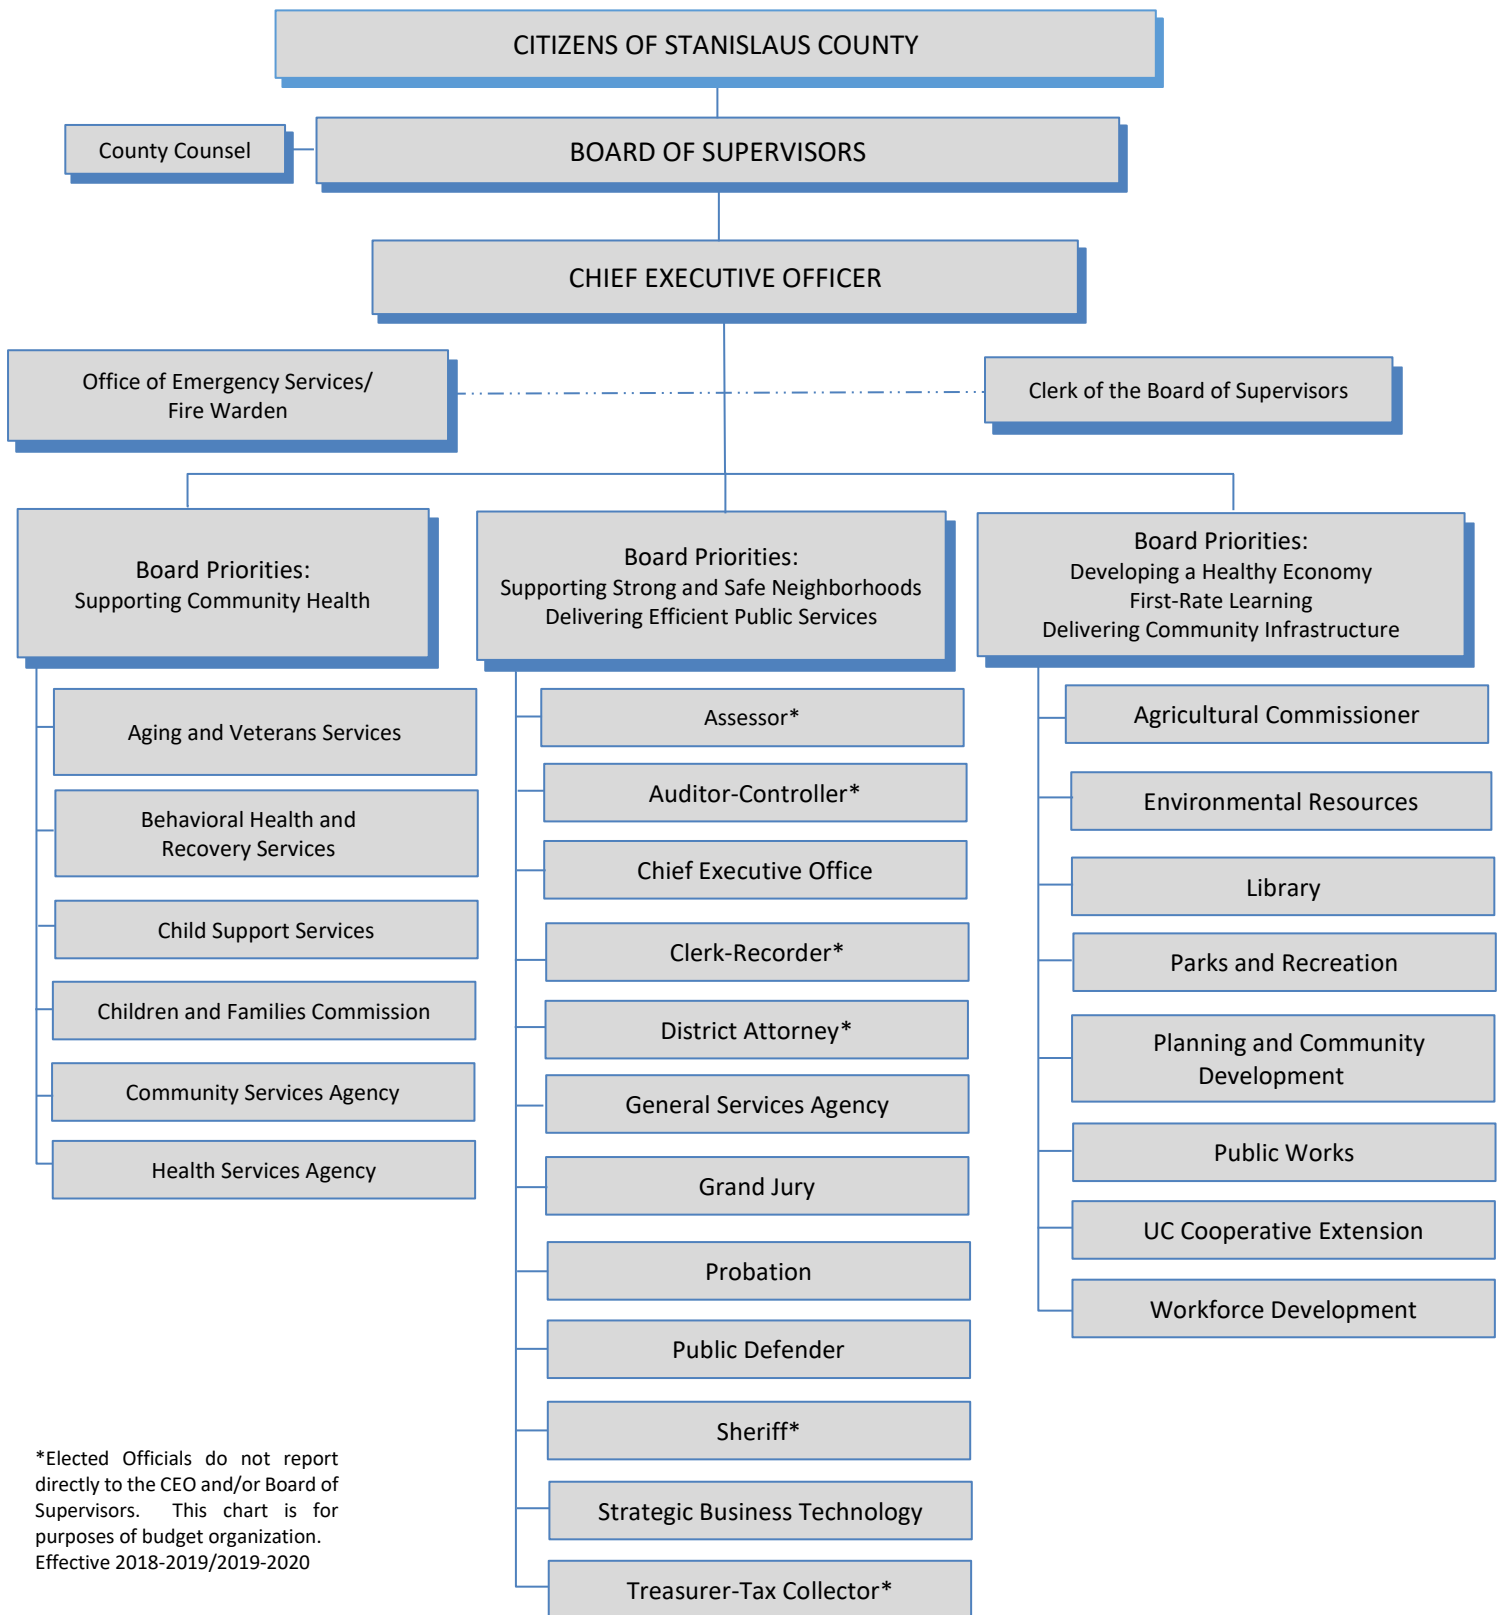 CITIZENS OF STANISLAUS COUNTY
County Counsel
BOARD OF SUPERVISORS
CHIEF EXECUTIVE OFFICER
Office of Emergency Services/
Fire Warden
Clerk of the Board of Supervisors
Board Priorities:
Supporting Community Health
Aging and Veterans Services
Behavioral Health and
Recovery Services
Child Support Services
Children and Families Commission
Community Services Agency
Health Services Agency
Board Priorities:
Supporting Strong and Safe Neighborhoods
Delivering Efficient Public Services
Assessor*
Auditor-Controller*
Chief Executive Office
Clerk-Recorder*
District Attorney*
General Services Agency
Grand Jury
Probation
Public Defender
Sheriff*
Strategic Business Technology
Treasurer-Tax Collector*
Board Priorities:
Developing a Healthy Economy
First-Rate Learning
Delivering Community Infrastructure
Agricultural Commissioner
Environmental Resources
Library
Parks and Recreation
Planning and Community
Development
Public Works
UC Cooperative Extension
Workforce Development
*Elected Officials do not report
directly to the CEO and/or Board of
Supervisors. This chart is for
purposes of budget organization.
Effective 2018-2019/2019-2020